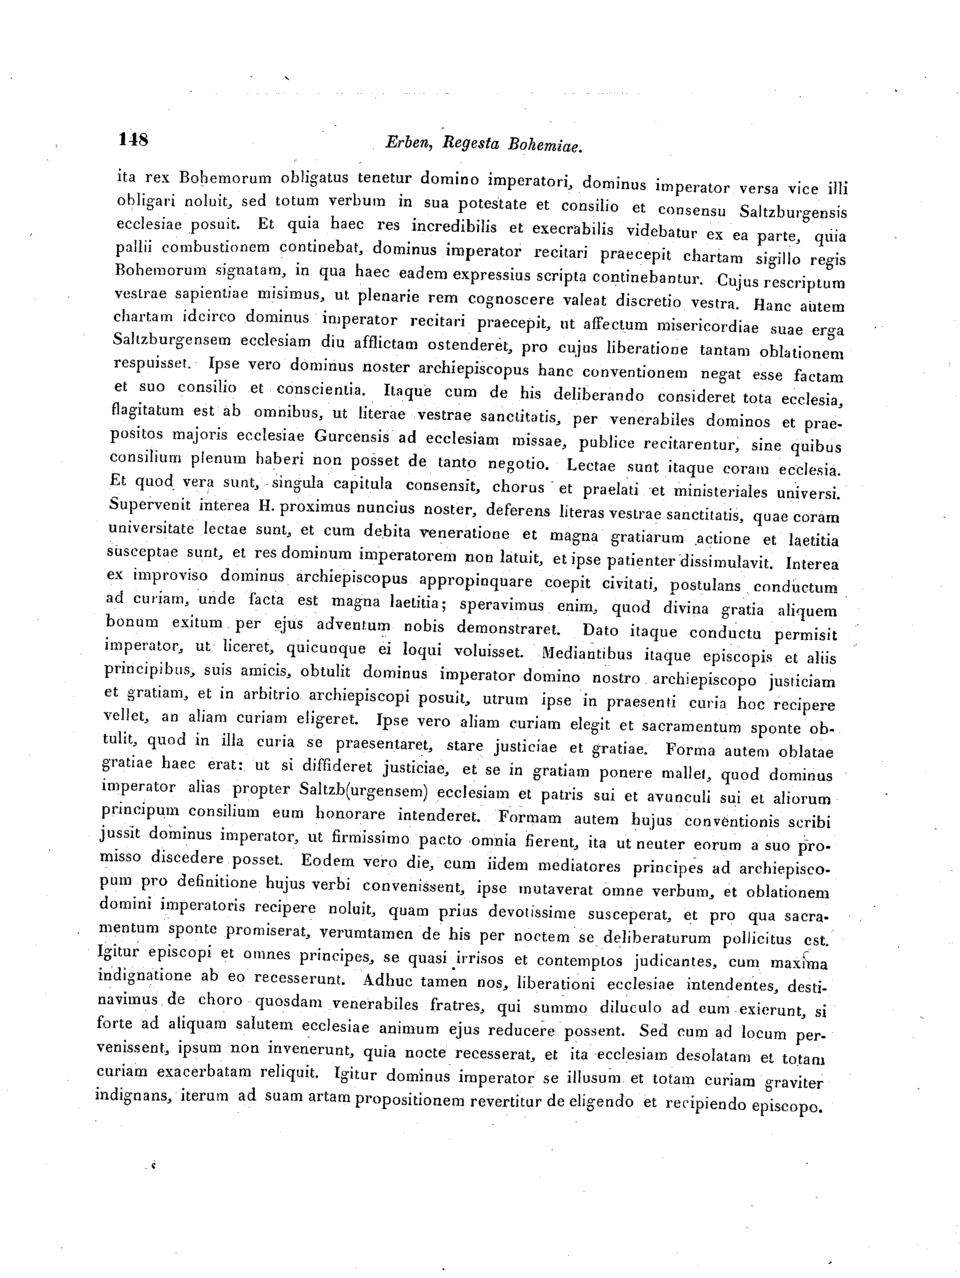 148
Erben, Regesta Bohemiae.
ita rex Bohemorum obligatus tenetur domino imperatori, dominus imperator versa vice illi
obligari noluit, sed totum verbum in sua potestate et consilio et consensu Saltzburgensis
ecclesiae posuit. Et quia haec res incredibilis et execrabilis videbatur ex ea parte, quia
pallii combustionem continebat, dominus imperator recitari praecepit chartam sigillo regis
Bohemorum signatam, in qua haec eadem expressius scripta continebantur. Cujus rescriptum
vestrae sapientiae misimus, ut plenarie rem cognoscere valeat discretio vestra. Hanc autem
chartam idcirco dominus imperator recitari praecepit, ut affectum misericordiae suae erga
Saltzburgensem ecclesiam diu afflictam ostenderet, pro cujus liberatione tantam oblationem
respuisset. Ipse vero dominus noster archiepiscopus hanc conventionem negat esse factam
et suo consilio et conscientia. Itaque cum de his deliberando consideret tota ecclesia,
flagitatum est ab omnibus, ut literae vestrae sanctitatis, per venerabiles dominos et prae-
positos majoris ecclesiae Gurcensis ad ecclesiam missae, publice recitarentur, sine quibus
consilium plenum haberi non posset de tanto negotio. Lectae sunt itaque coram ecclesia.
Et quod vera sunt, singula capitula consensit, chorus et praelati et ministeriales universi.
Supervenit interea H. proximus nuncius noster, deferens literas vestrae sanctitatis, quae coram
universitate lectae sunt, et cum debita veneratione et magna gratiarum actione et laetitia
susceptae sunt, et res dominum imperatorem non latuit, et ipse patienter dissimulavit. Interea
ex improviso dominus archiepiscopus appropinquare coepit civitati, postulans conductum
ad curiam, unde facta est magna laetitia; speravimus enim, quod divina gratia aliquem
bonum exitum per ejus adventum nobis demonstraret. Dato itaque conductu permisit
imperator, ut liceret, quicunque ei loqui voluisset. Mediantibus itaque episcopis et aliis
principibus, suis amicis, obtulit dominus imperator domino nostro archiepiscopo justiciam
et gratiam, et in arbitrio archiepiscopi posuit, utrum ipse in praesenti curia hoc recipere
vellet, an aliam curiam eligeret. Ipse vero aliam curiam elegit et sacramentum sponte ob-
tulit, quod in illa curia se praesentaret, stare justiciae et gratiae. Forma autem oblatae
gratiae haec erat: ut si diffideret justiciae, et se in gratiam ponere mallet, quod dominus
imperator alias propter Saltzb(urgensem) ecclesiam et patris sui et avunculi sui et aliorum
principum consilium eum honorare intenderet. Formam autem hujus conventionis scribi
jussit dominus imperator, ut firmissimo pacto omnia fierent, ita ut neuter eorum a suo pro-
misso discedere posset. Eodem vero die, cum iidem mediatores principes ad archiepisco-
pum pro definitione hujus verbi convenissent, ipse mutaverat omne verbum, et oblationem
domini imperatoris recipere noluit, quam prius devotissime susceperat, et pro qua sacra-
mentum sponte promiserat, verumtamen de his per noctem se deliberaturum pollicitus est.
Igitur episcopi et omnes principes, se quasi irrisos et contemptos judicantes, cum maxima
indignatione ab eo recesserunt. Adhuc tamen nos, liberationi ecclesiae intendentes, desti-
navimus de choro quosdam venerabiles fratres, qui summo diluculo ad eum exierunt, si
forte ad aliquam salutem ecclesiae animum ejus reducere possent. Sed cum ad locum per-
venissent, ipsum non invenerunt, quia nocte recesserat, et ita ecclesiam desolatam et totam
curiam exacerbatam reliquit. Igitur dominus imperator se illusum et totam curiam graviter
indignans, iterum ad suam artam propositionem revertitur de eligendo et recipiendo episcopo.